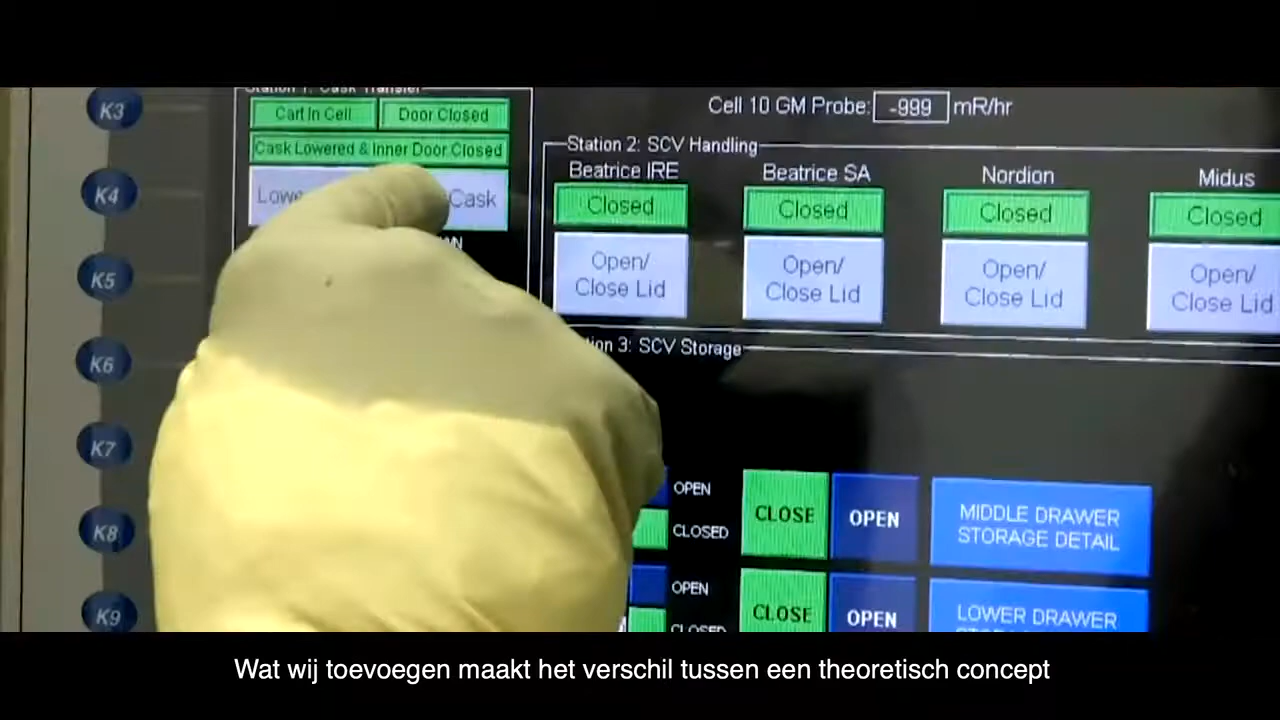 K3
K4
K5
K6
K7
K8
K9
Station 1: Cask Transfer
Cart In Cell
Door Closed
Cask Lowered & Inner Door Closed
Cask
Cell 10 GM Probe: -999 mR/hr
Station 2: SCV Handling
Beatrice IRE
Beatrice SA
Nordion
Midus
Closed
Closed
Closed
Closed
Open/
Close Lid
Open/
Close Lid
Open/
Close Lid
Open/
Close Lid
3: SCV Storage
OPEN
CLOSED
CLOSE
OPEN
MIDDLE DRAWER
STORAGE DETAIL
OPEN
CLOSED
CLOSE
OPEN
LOWER DRAWER
Wat wij toevoegen maakt het verschil tussen een theoretisch concept